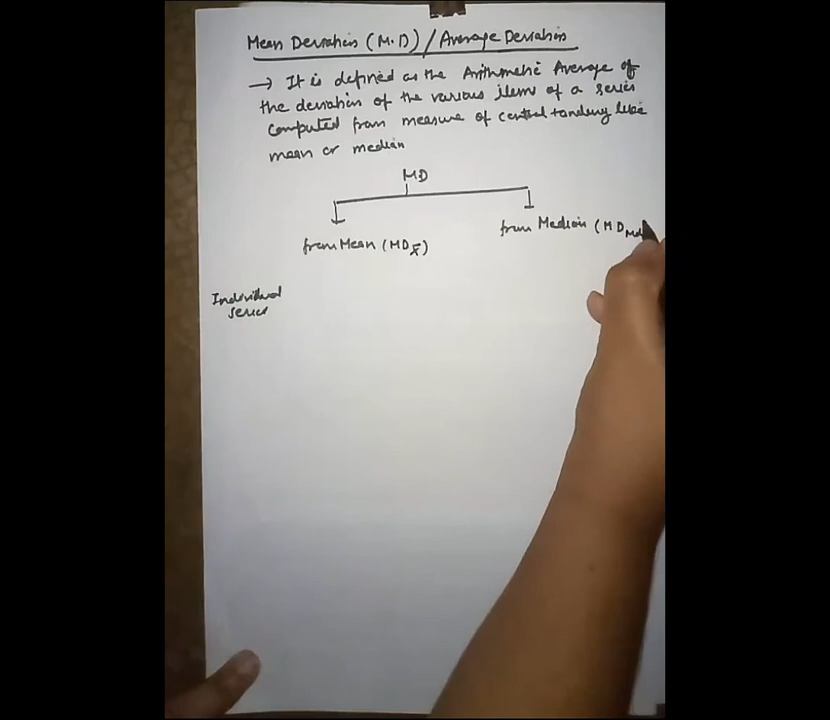 Mean Deviation (M.D) / Average Deviation
→ It is defined as the Arithmetic Average of
the deviation of the various items of a series
computed from measure of central tandeny like
mean or median
MD
from Mean (MD x̅)
from Median (MD Md
Individual
series